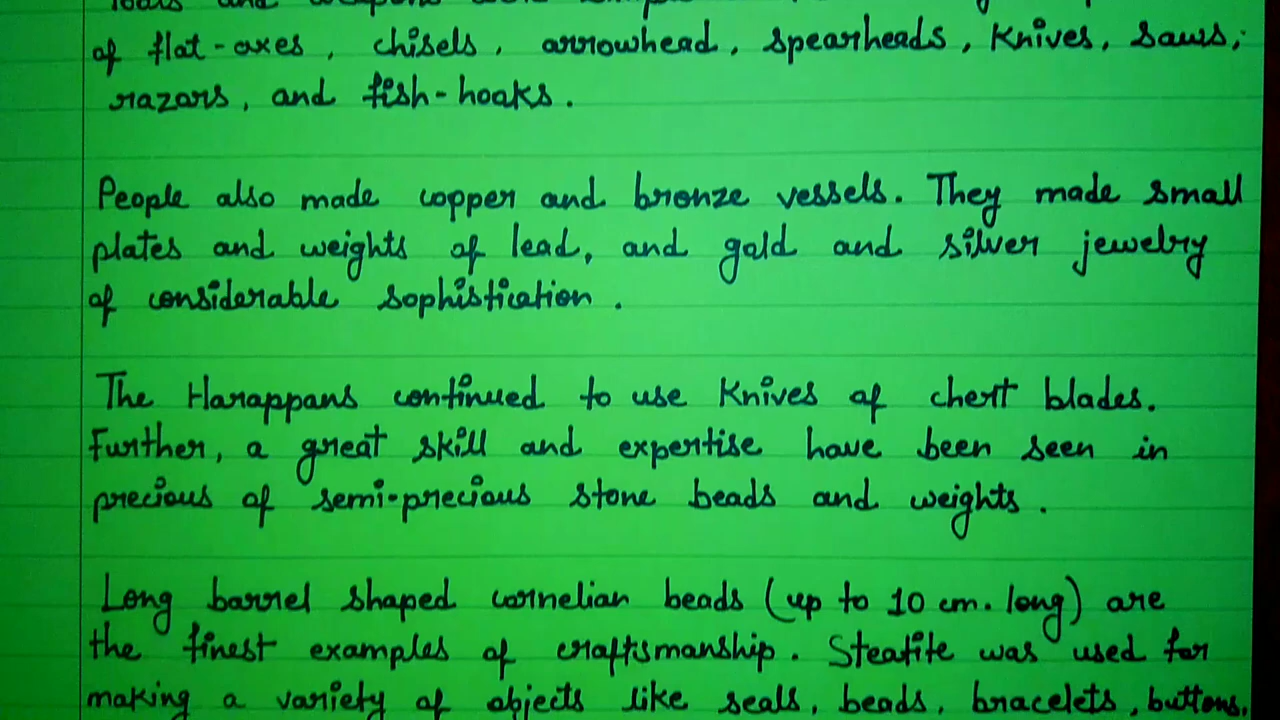 of flat-axes, chisels, arrowhead, spearheads, Knives, saws,
razars, and fish-hoaks.
People also made copper and bronze vessels. They made small
plates and weights of lead, and gold and silver jewelry
of considerable sophistication.
The Harappans continued to use Knives of chert blades.
Further, a great skill and expertise have been seen in
precious of semi-precious stone beads and weights.
Long barrel shaped cornelian beads (up to 10 cm. long) are
the finest examples of craftsmanship. Steatite was used for
making a variety of objects like seals, beads, bracelets, buttons,